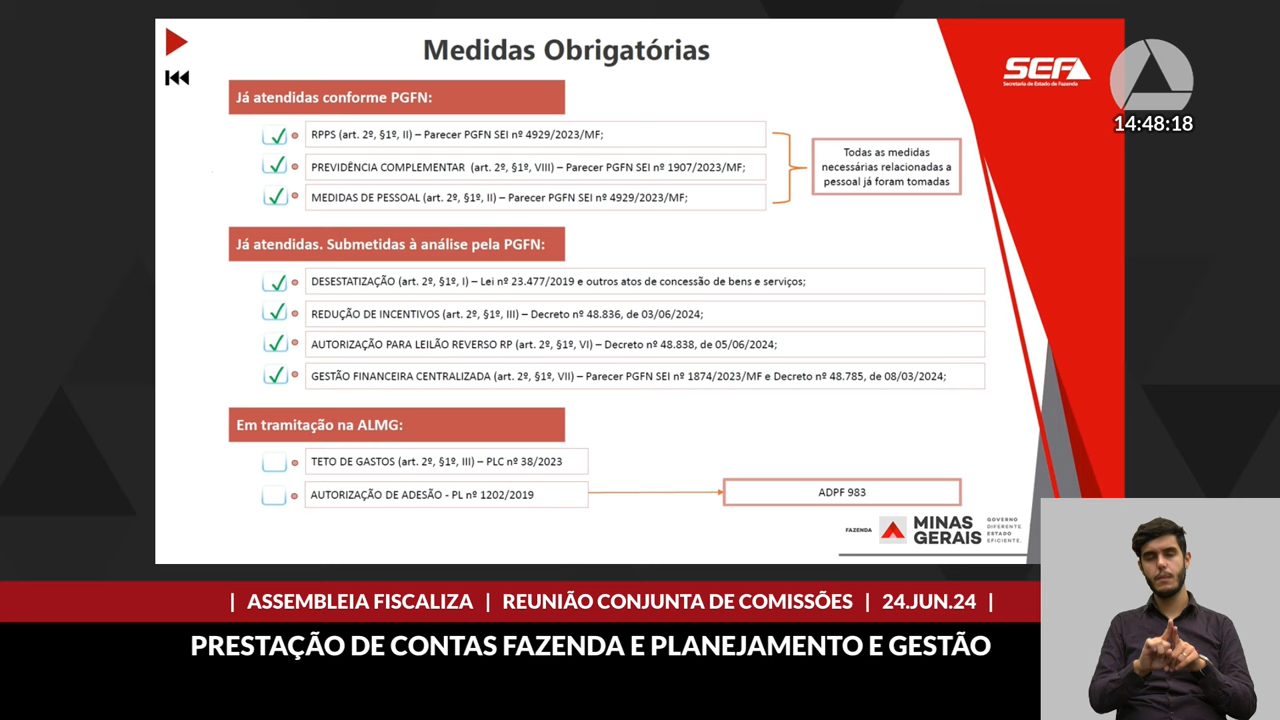 Medidas Obrigatórias
SEFA
Secretaria de Estado de Fazenda
14:48:18
Já atendidas conforme PGFN:
RPPS (art. 2º, §1º, II) – Parecer PGFN SEI nº 4929/2023/MF;
PREVIDÊNCIA COMPLEMENTAR (art. 2º, §1º, VIII) – Parecer PGFN SEI nº 1907/2023/MF;
MEDIDAS DE PESSOAL (art. 2º, §1º, II) – Parecer PGFN SEI nº 4929/2023/MF;
Todas as medidas
necessárias relacionadas a
pessoal já foram tomadas
Já atendidas. Submetidas à análise pela PGFN:
DESESTATIZAÇÃO (art. 2º, §1º, I) – Lei nº 23.477/2019 e outros atos de concessão de bens e serviços;
REDUÇÃO DE INCENTIVOS (art. 2º, §1º, III) – Decreto nº 48.836, de 03/06/2024;
AUTORIZAÇÃO PARA LEILÃO REVERSO RP (art. 2º, §1º, VI) – Decreto nº 48.838, de 05/06/2024;
GESTÃO FINANCEIRA CENTRALIZADA (art. 2º, §1º, VII) – Parecer PGFN SEI nº 1874/2023/MF e Decreto nº 48.785, de 08/03/2024;
Em tramitação na ALMG:
TETO DE GASTOS (art. 2º, §1º, III) – PLC nº 38/2023
AUTORIZAÇÃO DE ADESÃO - PL nº 1202/2019
ADPF 983
FAZENDA
MINAS
GERAIS
GOVERNO
DIFERENTE.
ESTADO
EFICIENTE.
| ASSEMBLEIA FISCALIZA | REUNIÃO CONJUNTA DE COMISSÕES | 24.JUN.24 |
PRESTAÇÃO DE CONTAS FAZENDA E PLANEJAMENTO E GESTÃO